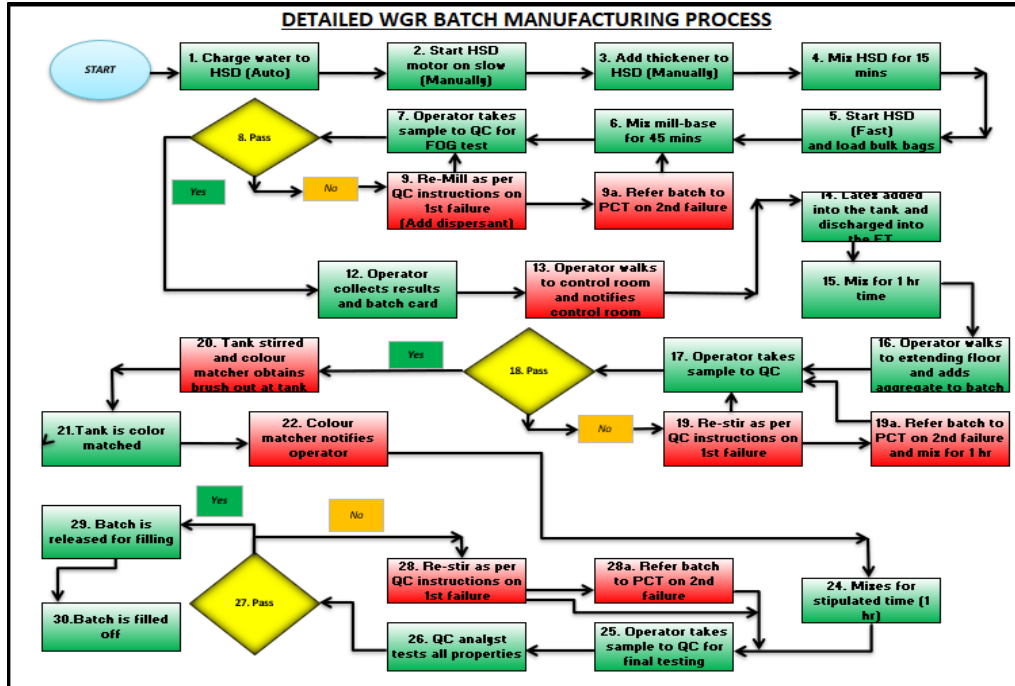 DETAILED WGR BATCH MANUFACTURING PROCESS
START
1. Charge water to
HSD (Auto)
2. Start HSD
motor on slow
(Manually)
3. Add thickener to
HSD (Manually)
4. Mix HSD for 15
mins
8. Pass
7. Operator takes
sample to QC for
FOG test
6. Mix mill-base
for 45 mins
5. Start HSD
(Fast)
and load bulk bags
Yes
No
9. Re-Mill as per
QC instructions on
1st failure
(Add dispersant)
9a. Refer batch to
PCT on 2nd failure
14. Latex added
into the tank and
discharged into
the ET
12. Operator
collects results
and batch card
13. Operator walks
to control room
and notifies
control room
15. Mix for 1 hr
time
20. Tank stirred
and colour
matcher obtains
brush out at tank
Yes
18. Pass
17. Operator takes
sample to QC
16. Operator walks
to extending floor
and adds
aggregate to batch
21.Tank is color
matched
22. Colour
matcher notifies
operator
No
19. Re-stir as per
QC instructions on
1st failure
19a. Refer batch to
PCT on 2nd failure
and mix for 1 hr
Yes
No
29. Batch is
released for filling
28. Re-stir as per
QC instructions on
1st failure
28a. Refer batch
to PCT on 2nd
failure
24. Mixes for
stipulated time (1
hr)
27. Pass
30.Batch is filled
off
26. QC analyst
tests all properties
25. Operator takes
sample to QC for
final testing